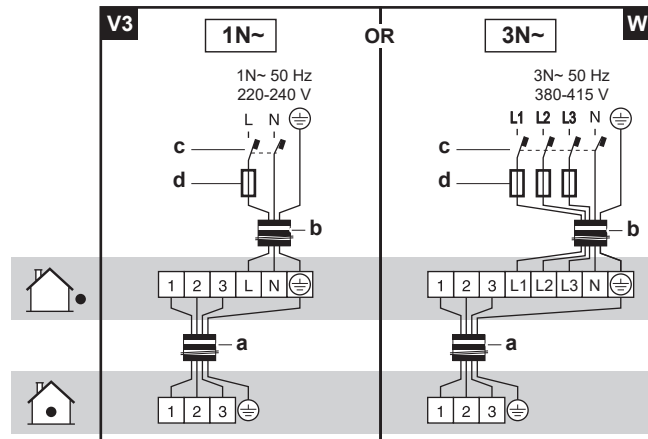 V3 1N~ OR 3N~ W
1N~ 50 Hz
220-240 V
3N~ 50 Hz
380-415 V
L N
L1 L2 L3 N
c
c
d
d
b
b
1 2 3 L N
1 2 3 L1 L2 L3 N
a
a
1 2 3
1 2 3